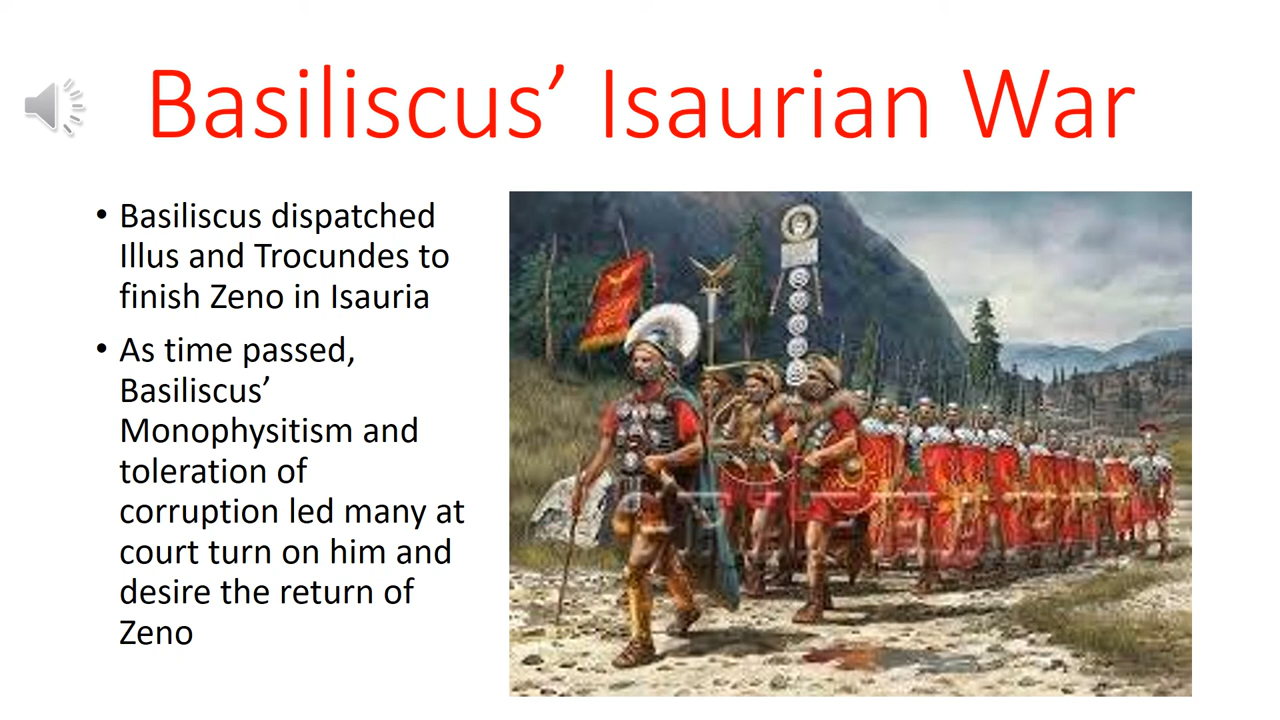 Basiliscus’ Isaurian War
• Basiliscus dispatched
Illus and Trocundes to
finish Zeno in Isauria
• As time passed,
Basiliscus’
Monophysitism and
toleration of
corruption led many at
court turn on him and
desire the return of
Zeno